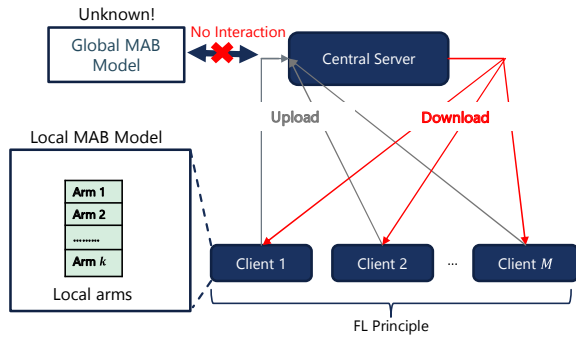 Unknown!
Global MAB
Model
No Interaction
Central Server
Upload
Download
Local MAB Model
Arm 1
Arm 2
.........
Arm k
Local arms
Client 1
Client 2
...
Client M
FL Principle